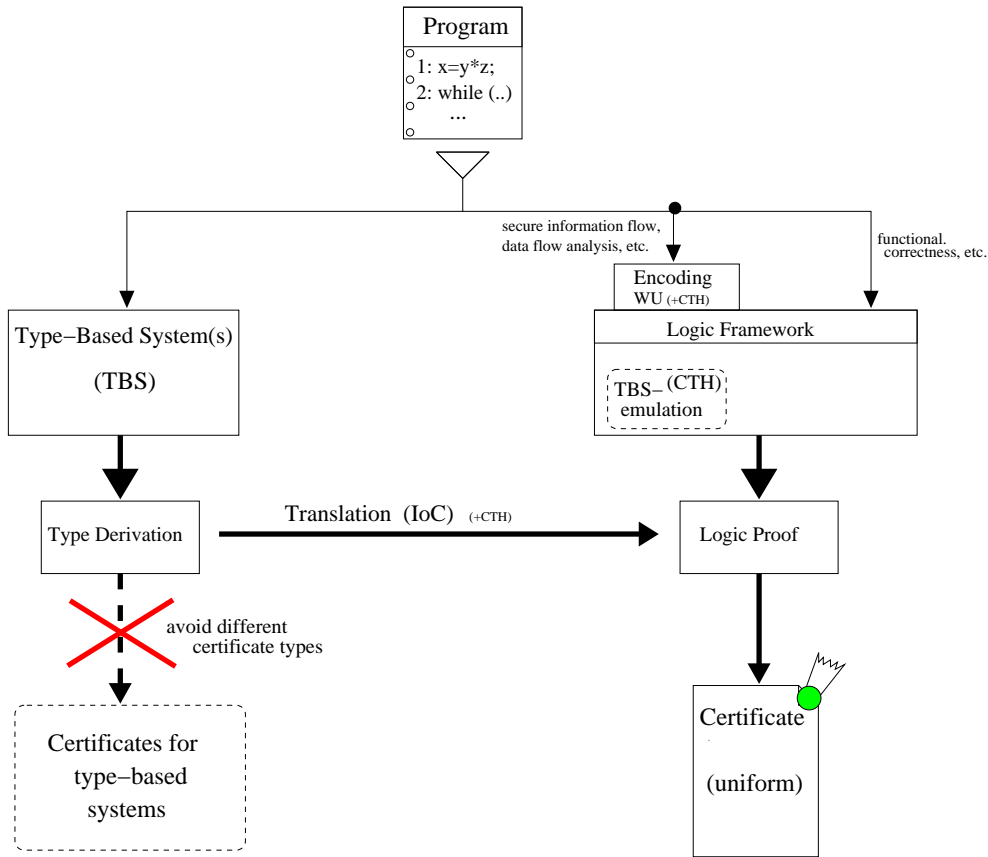 Program
1: x=y*z;
2: while (..)
...
secure information flow,
data flow analysis, etc.
functional.
correctness, etc.
Encoding
WU (+CTH)
Type–Based System(s)
(TBS)
Logic Framework
TBS– (CTH)
emulation
Type Derivation
Translation (IoC) (+CTH)
Logic Proof
avoid different
certificate types
Certificates for
type–based
systems
Certificate
(uniform)